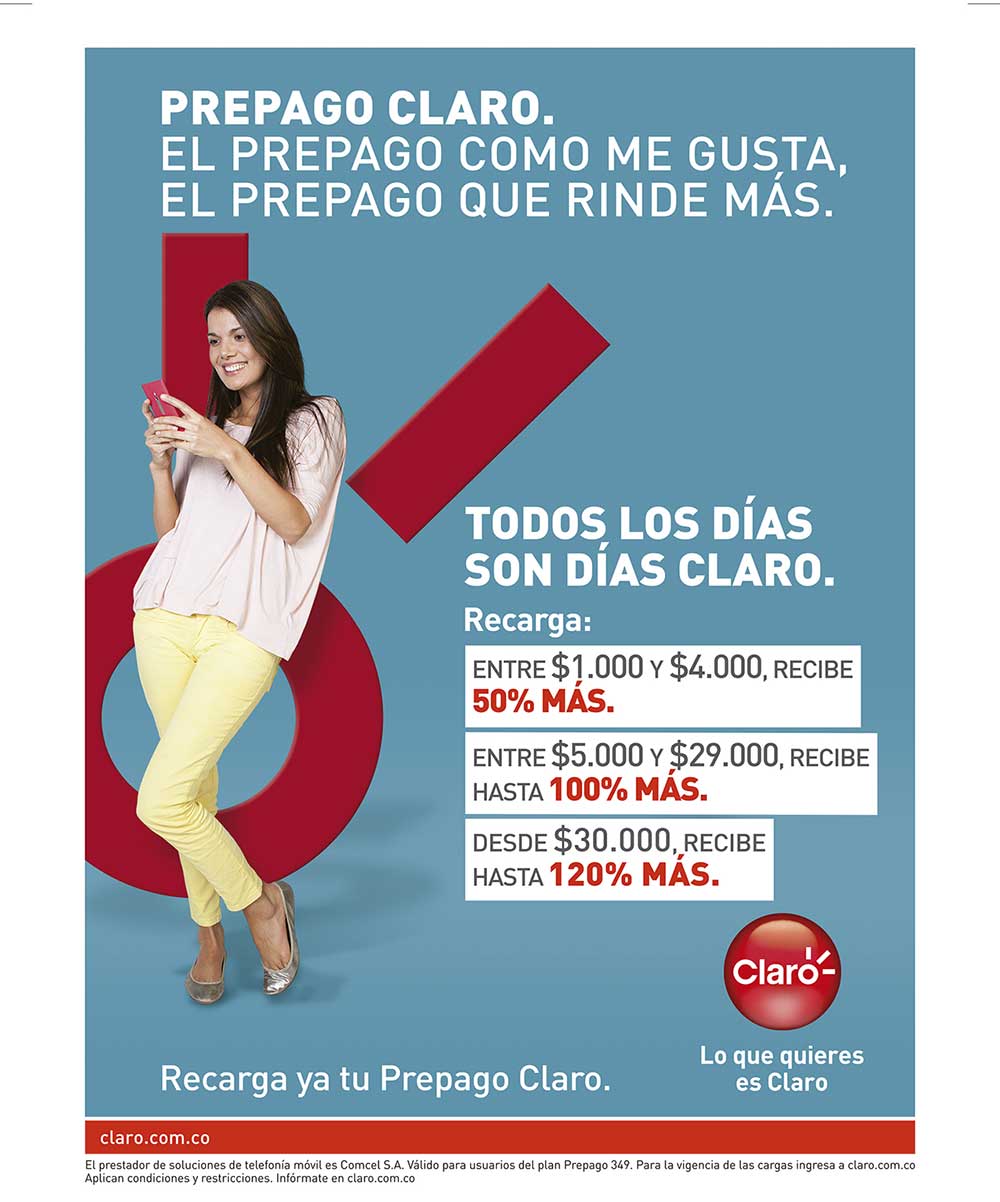 PREPAGO CLARO.
EL PREPAGO COMO ME GUSTA,
EL PREPAGO QUE RINDE MÁS.
TODOS LOS DÍAS
SON DÍAS CLARO.
Recarga:
ENTRE $1.000 Y $4.000, RECIBE
50% MÁS.
ENTRE $5.000 Y $29.000, RECIBE
HASTA 100% MÁS.
DESDE $30.000, RECIBE
HASTA 120% MÁS.
Claro
Lo que quieres
es Claro
Recarga ya tu Prepago Claro.
claro.com.co
El prestador de soluciones de telefonía móvil es Comcel S.A. Válido para usuarios del plan Prepago 349. Para la vigencia de las cargas ingresa a claro.com.co
Aplican condiciones y restricciones. Infórmate en claro.com.co